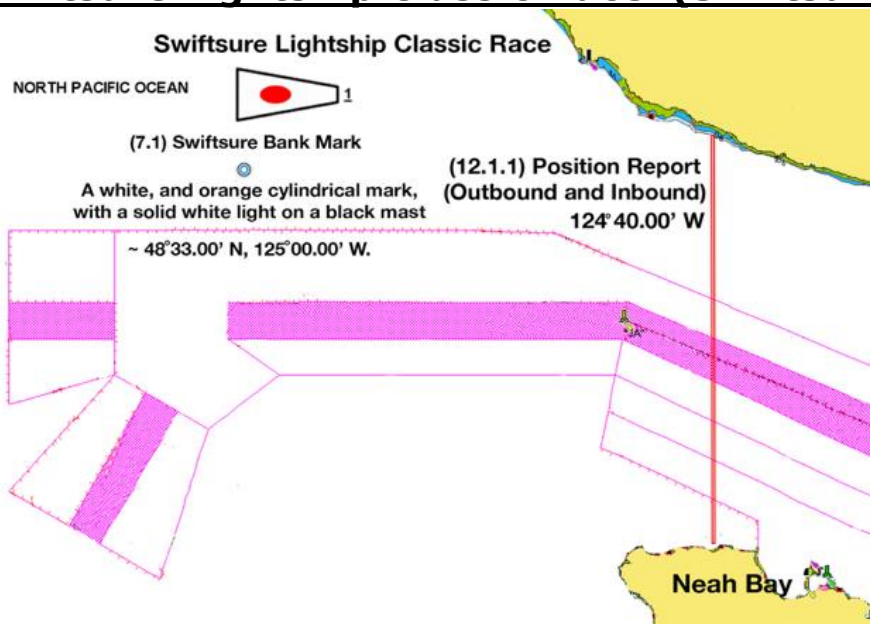 Swiftsure Lightship Classic Race
NORTH PACIFIC OCEAN
1
(7.1) Swiftsure Bank Mark
A white, and orange cylindrical mark,
with a solid white light on a black mast
~ 48°33.00' N, 125°00.00' W.
(12.1.1) Position Report
(Outbound and Inbound)
124°40.00' W
"JA"
Neah Bay